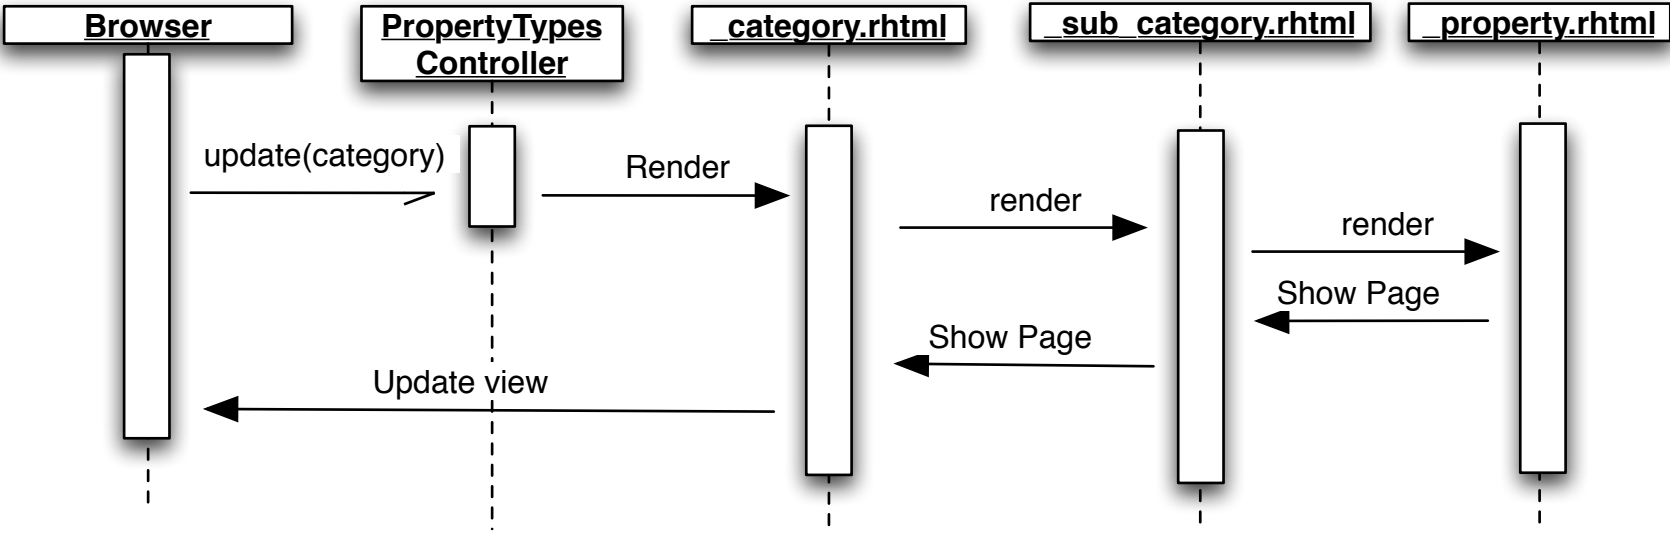 Browser
PropertyTypes
Controller
_category.rhtml
_sub_category.rhtml
_property.rhtml
update(category)
Render
render
render
Show Page
Show Page
Update view